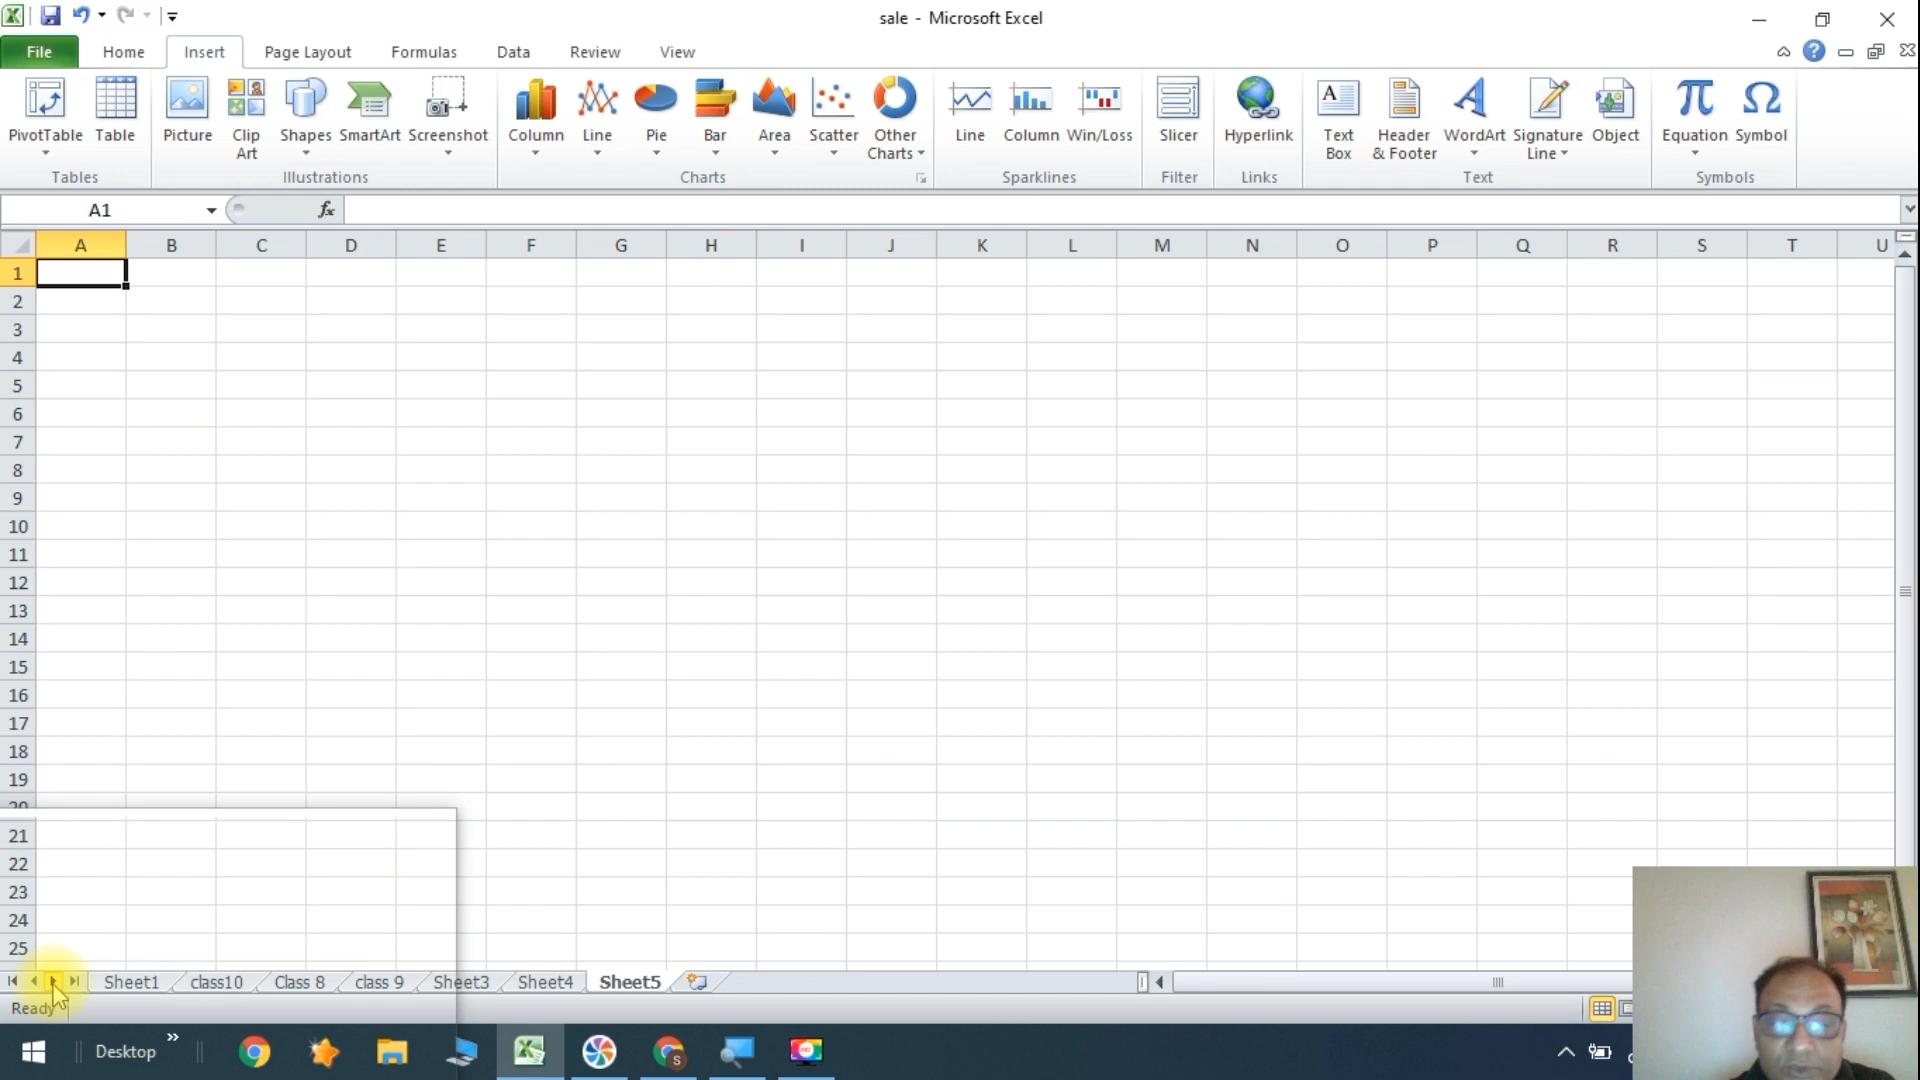 sale - Microsoft Excel
File Home Insert Page Layout Formulas Data Review View
PivotTable Table Picture Clip Art Shapes SmartArt Screenshot Column Line Pie Bar Area Scatter Other Charts Line Column Win/Loss Slicer Hyperlink Text Box Header & Footer WordArt Signature Line Object Equation Symbol
Tables Illustrations Charts Sparklines Filter Links Text Symbols
A1 fx
A B C D E F G H I J K L M N O P Q R S T U
1
2
3
4
5
6
7
8
9
10
11
12
13
14
15
16
17
18
19
20
21
22
23
24
25
Sheet1 class10 Class 8 class 9 Sheet3 Sheet4 Sheet5
Ready
Desktop